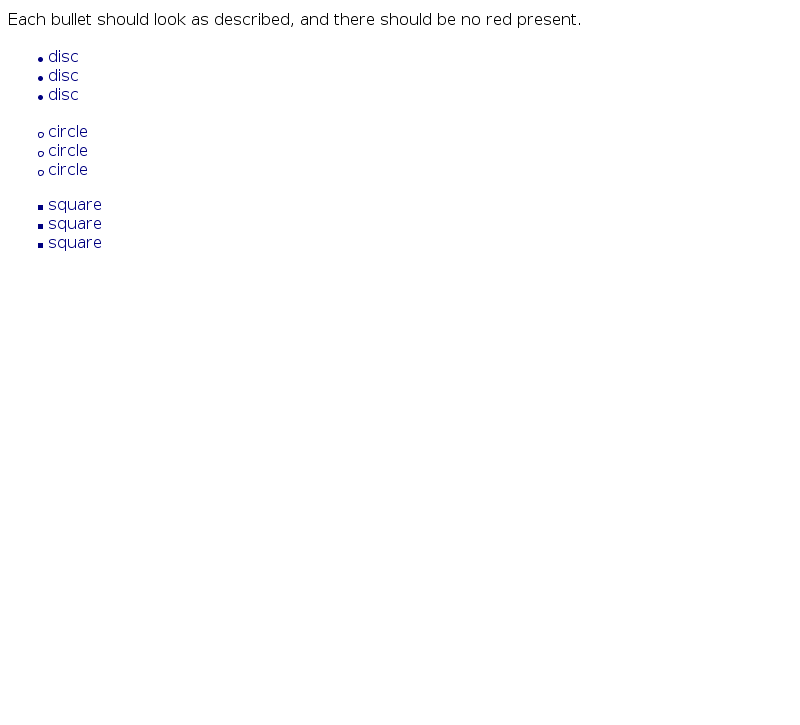 Each bullet should look as described, and there should be no red present.
disc
disc
disc
circle
circle
circle
square
square
square